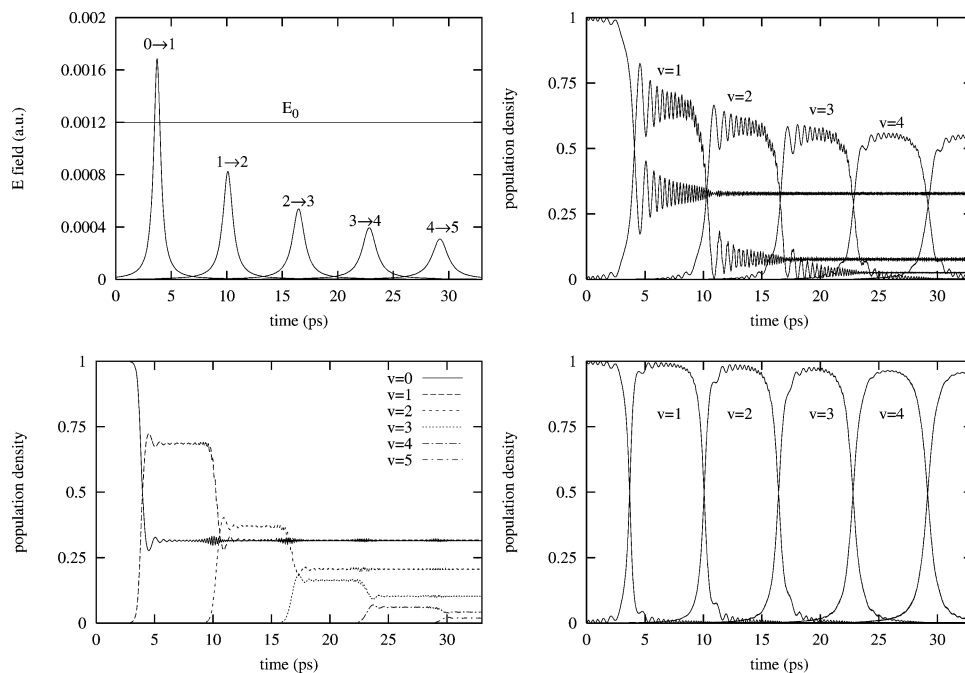 0.002
0.0016
0.0012
0.0008
0.0004
0
E field (a.u.)
0→1
E0
1→2
2→3
3→4
4→5
0 5 10 15 20 25 30
time (ps)
1
0.75
0.5
0.25
0
population density
v=1
v=2
v=3
v=4
0 5 10 15 20 25 30
time (ps)
1
0.75
0.5
0.25
0
population density
v=0
v=1
v=2
v=3
v=4
v=5
0 5 10 15 20 25 30
time (ps)
1
0.75
0.5
0.25
0
population density
v=1 v=2 v=3 v=4
0 5 10 15 20 25 30
time (ps)